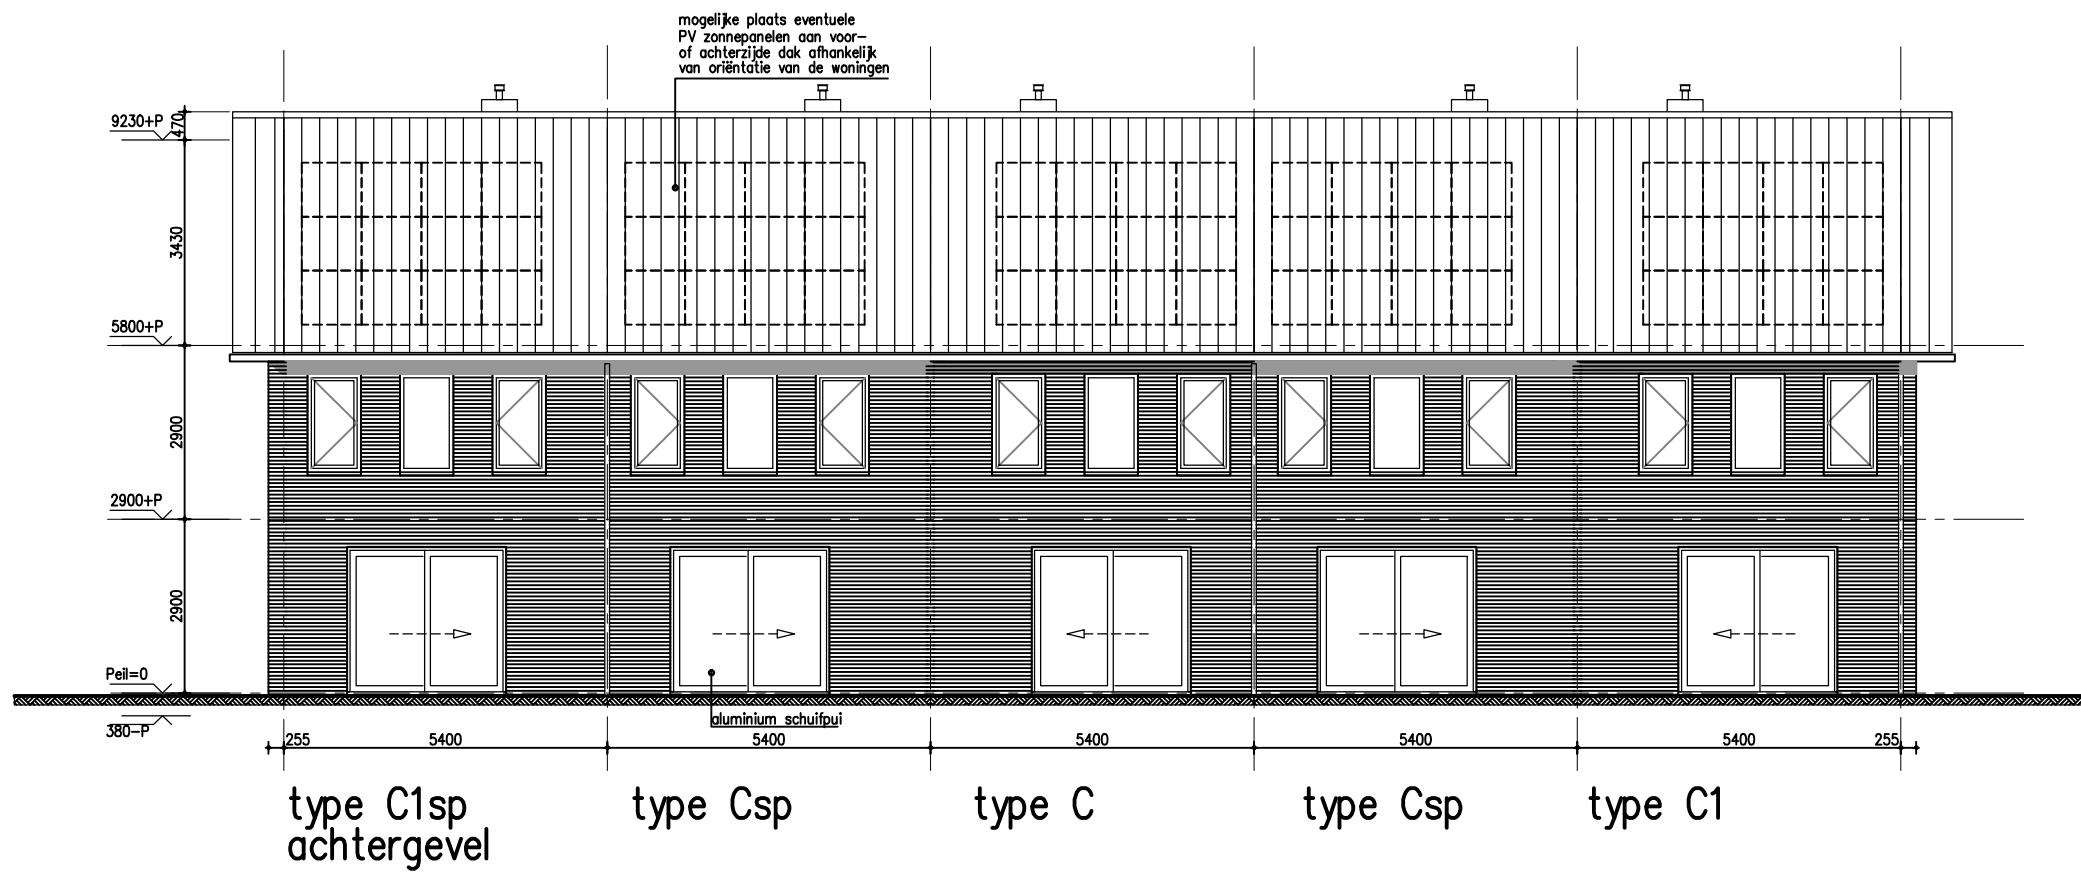 mogelijke plaats eventuele
PV zonnepanelen aan voor-
of achterzijde dak afhankelijk
van oriëntatie van de woningen
9230+P
470
3430
5800+P
2900
2900+P
2900
Peil=0
380-P
aluminium schuifpui
255 5400 5400 5400 5400 5400 255
type C1sp type Csp type C type Csp type C1
achtergevel